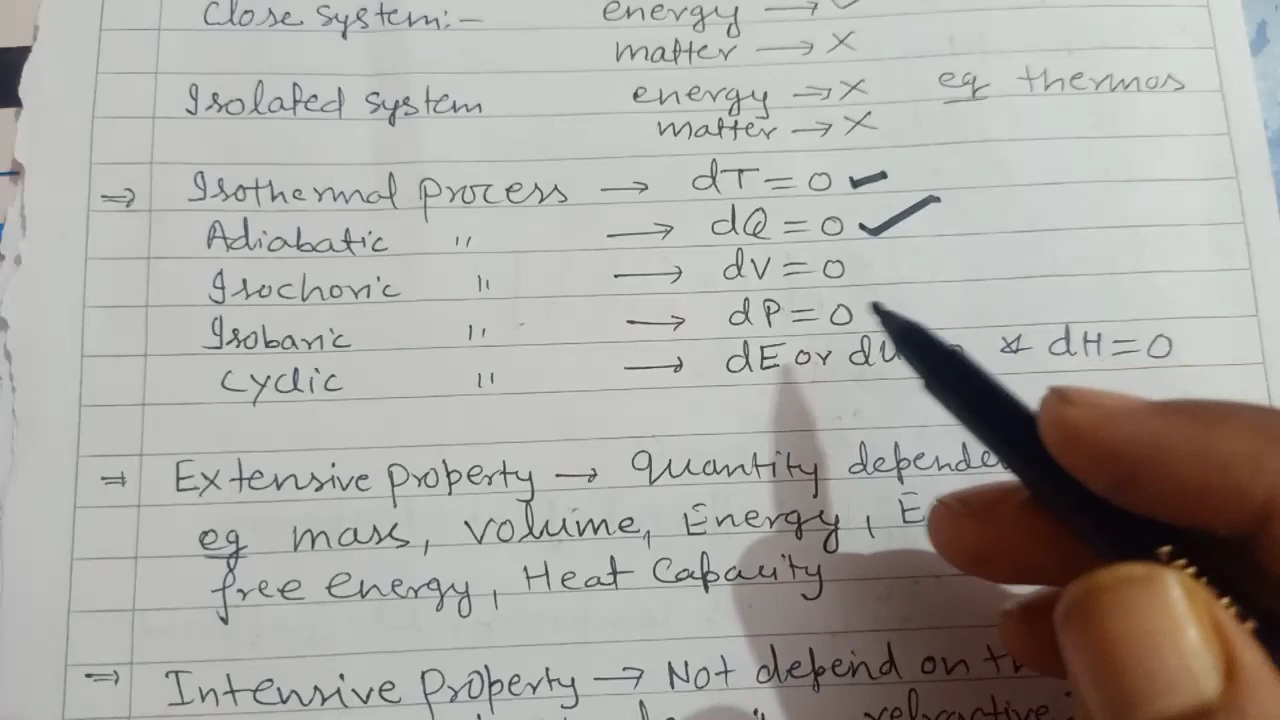 Close system:- energy →
matter → X
Isolated system energy → X eg thermos
matter → X
⇒ Isothermal process → dT = 0 ✓
Adiabatic " → dQ = 0 ✓
Isochoric " → dV = 0
Isobaric " → dP = 0
Cyclic " → dE or dU & dH = 0
⇒ Extensive property → quantity
eg mass, volume, Energy,
free energy, Heat Capacity
⇒ Intensive property → Not depend on
refractive